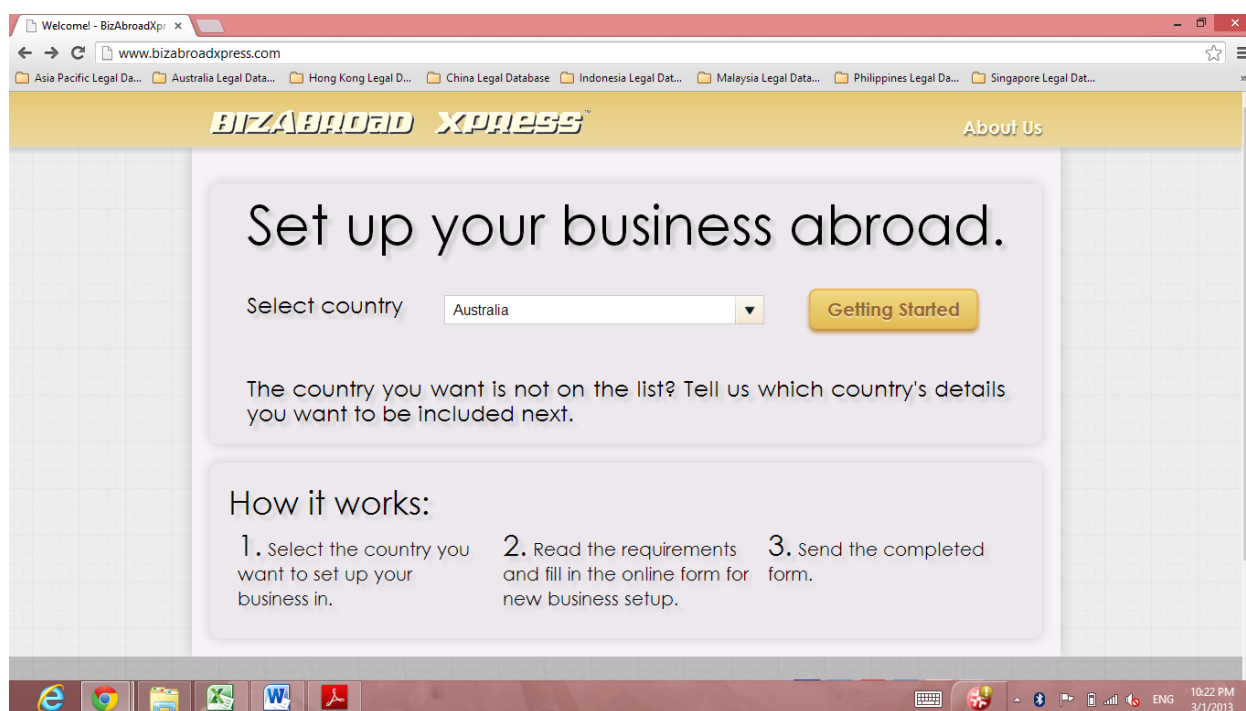 Welcome! - BizAbroadXpr
www.bizabroadxpress.com
Asia Pacific Legal Da... Australia Legal Data... Hong Kong Legal D... China Legal Database Indonesia Legal Dat... Malaysia Legal Data... Philippines Legal Da... Singapore Legal Dat...
BIZABROAD XPRESS™
About Us
Set up your business abroad.
Select country
Australia
Getting Started
The country you want is not on the list? Tell us which country's details
you want to be included next.
How it works:
1. Select the country you
want to set up your
business in.
2. Read the requirements
and fill in the online form for
new business setup.
3. Send the completed
form.
ENG
10:22 PM
3/1/2013